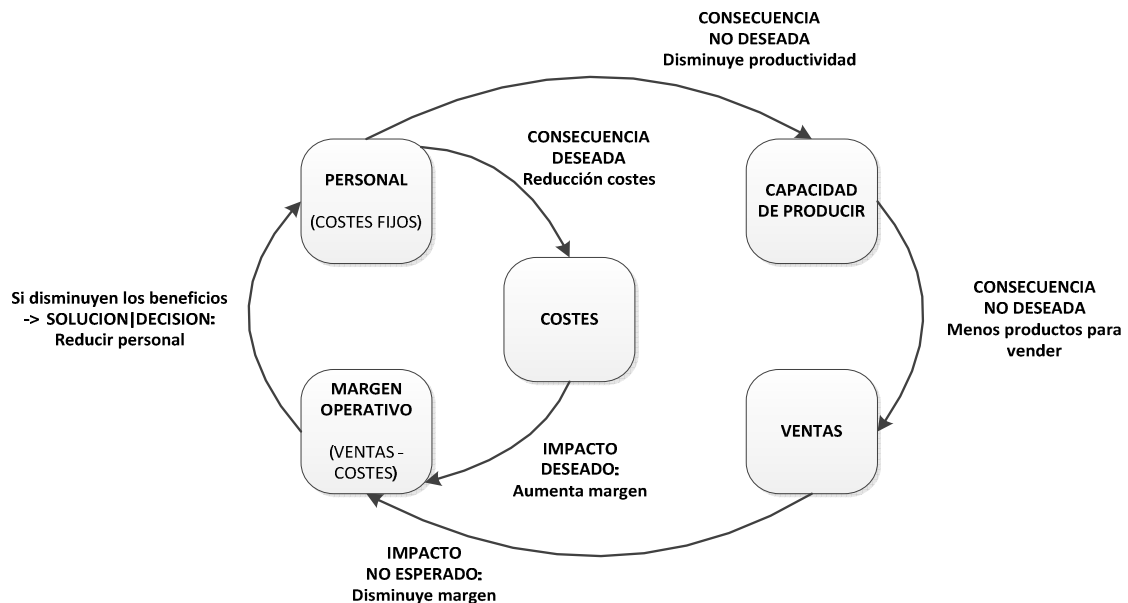 CONSECUENCIA
NO DESEADA
Disminuye productividad
CONSECUENCIA
DESEADA
Reducción costes
PERSONAL
(COSTES FIJOS)
CAPACIDAD
DE PRODUCIR
Si disminuyen los beneficios
-> SOLUCION|DECISION:
Reducir personal
COSTES
CONSECUENCIA
NO DESEADA
Menos productos para
vender
MARGEN
OPERATIVO
(VENTAS -
COSTES)
VENTAS
IMPACTO
DESEADO:
Aumenta margen
IMPACTO
NO ESPERADO:
Disminuye margen